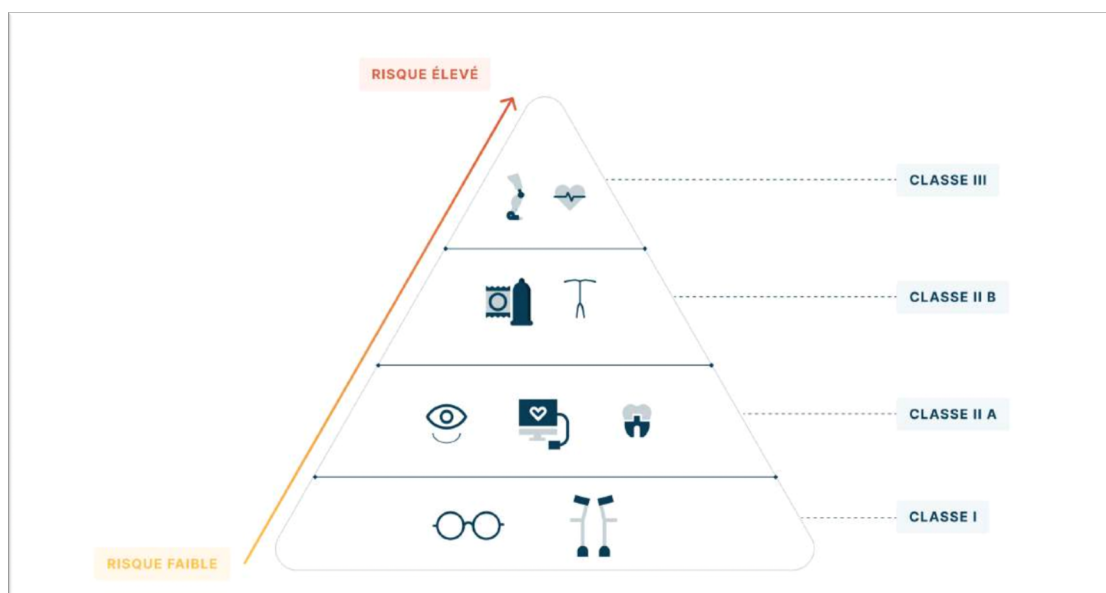 RISQUE ÉLEVÉ
CLASSE III
CLASSE II B
CLASSE II A
CLASSE I
RISQUE FAIBLE